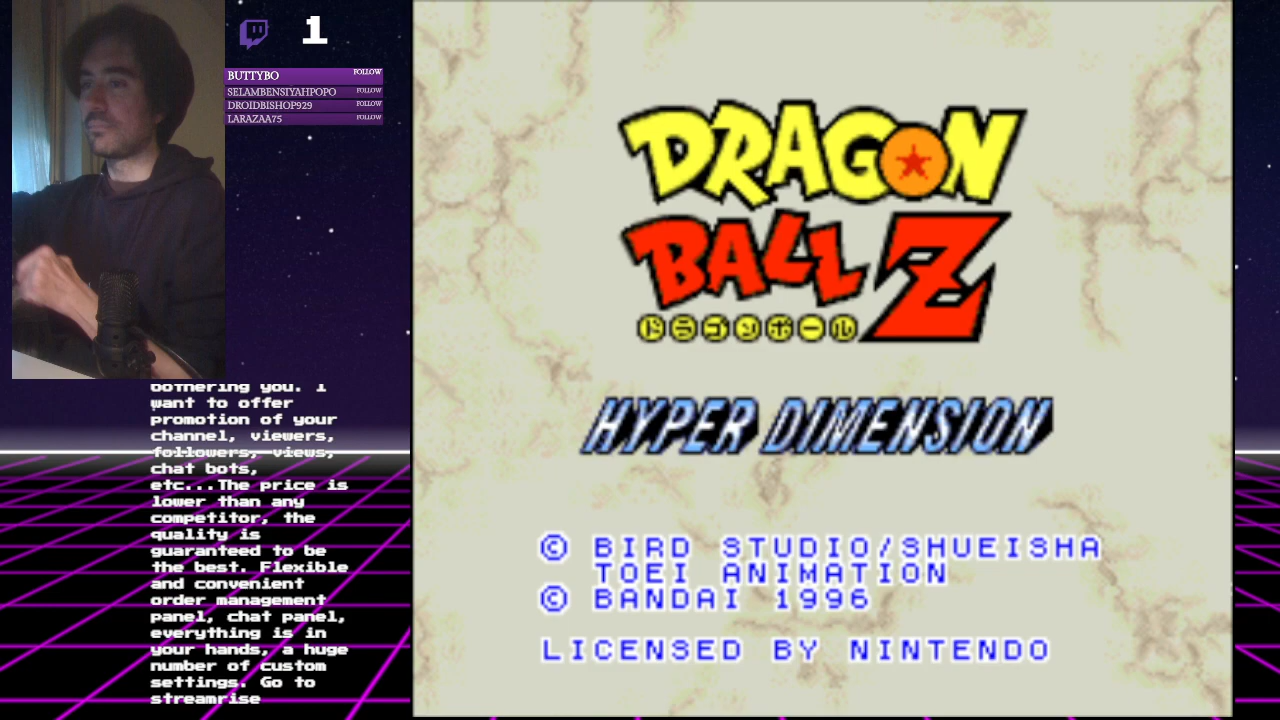 1
BUTTYBO FOLLOW
SELAMBENSIYAHPOPO FOLLOW
DROIDBISHOP929 FOLLOW
LARAZAA75 FOLLOW
bothering you. I
want to offer
promotion of your
channel, viewers,
followers, views,
chat bots,
etc...The price is
lower than any
competitor, the
quality is
guaranteed to be
the best. Flexible
and convenient
order management
panel, chat panel,
everything is in
your hands, a huge
number of custom
settings. Go to
streamrise
DRAGON
BALL Z
ドラゴンボール
HYPER DIMENSION
© BIRD STUDIO/SHUEISHA
TOEI ANIMATION
© BANDAI 1996
LICENSED BY NINTENDO